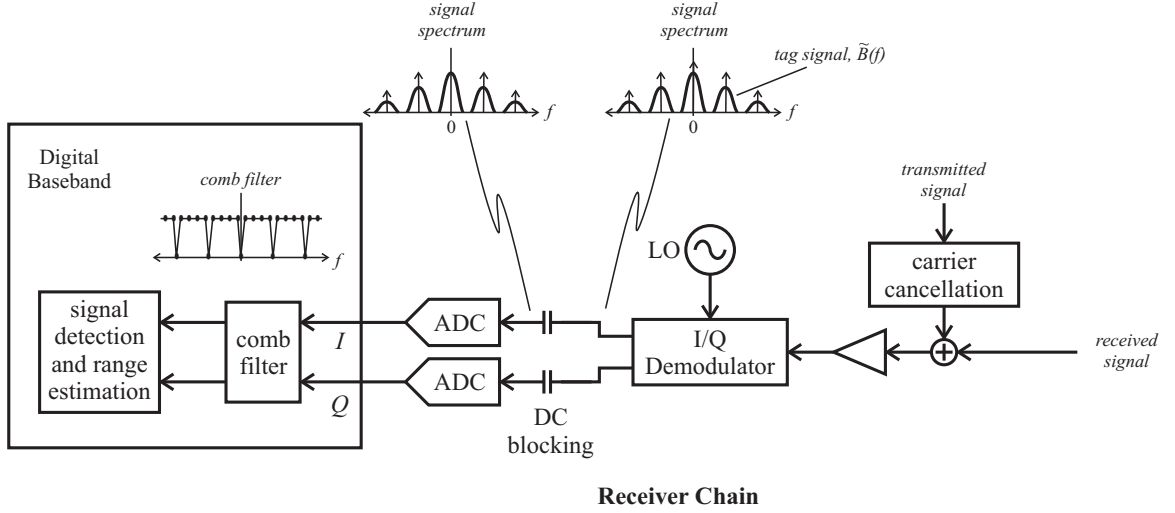 signal
spectrum
f
0
signal
spectrum
tag signal, B̃(f)
f
0
Digital
Baseband
comb filter
f
signal
detection
and range
estimation
comb
filter
I
Q
ADC
ADC
DC
blocking
LO
I/Q
Demodulator
transmitted
signal
carrier
cancellation
received
signal
Receiver Chain